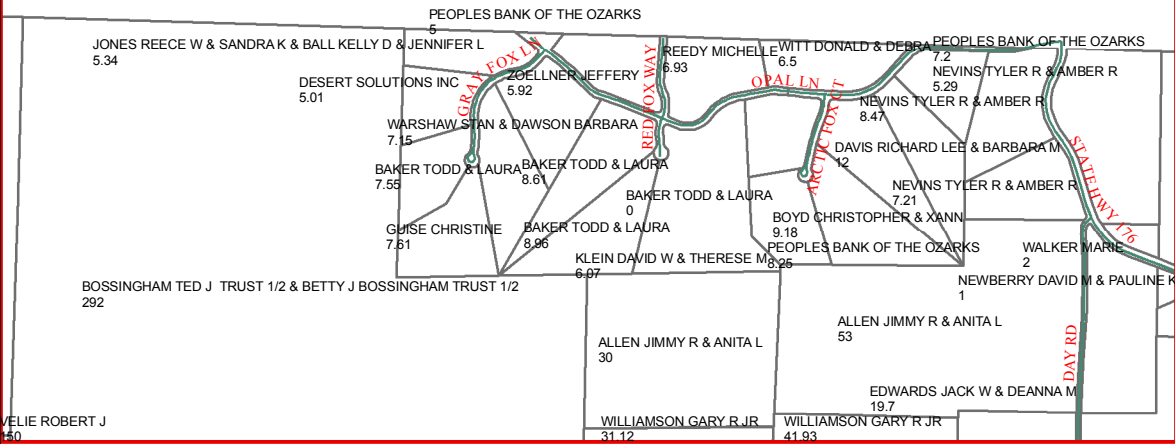 PEOPLES BANK OF THE OZARKS
5
JONES REECE W & SANDRA K & BALL KELLY D & JENNIFER L
5.34
DESERT SOLUTIONS INC
5.01
GRAY FOX LN
ZOELLNER JEFFERY
5.92
RED FOX WAY
REEDY MICHELLE
6.93
WITT DONALD & DEBRA
6.5
PEOPLES BANK OF THE OZARKS
7.2
NEVINS TYLER R & AMBER R
5.29
OPAL LN
NEVINS TYLER R & AMBER R
8.47
WARSHAW STAN & DAWSON BARBARA
7.15
ARCTIC FOX CT
DAVIS RICHARD LEE & BARBARA M
12
STATE HWY 176
BAKER TODD & LAURA
7.55
BAKER TODD & LAURA
8.61
NEVINS TYLER R & AMBER R
7.21
BAKER TODD & LAURA
0
BOYD CHRISTOPHER & XANN
9.18
GUISE CHRISTINE
7.61
BAKER TODD & LAURA
8.96
PEOPLES BANK OF THE OZARKS
8.25
WALKER MARIE
2
KLEIN DAVID W & THERESE M
6.07
BOSSINGHAM TED J TRUST 1/2 & BETTY J BOSSINGHAM TRUST 1/2
292
NEWBERRY DAVID M & PAULINE K
1
ALLEN JIMMY R & ANITA L
53
ALLEN JIMMY R & ANITA L
30
DAY RD
EDWARDS JACK W & DEANNA M
19.7
VELIE ROBERT J
150
WILLIAMSON GARY R JR
31.12
WILLIAMSON GARY R JR
41.93